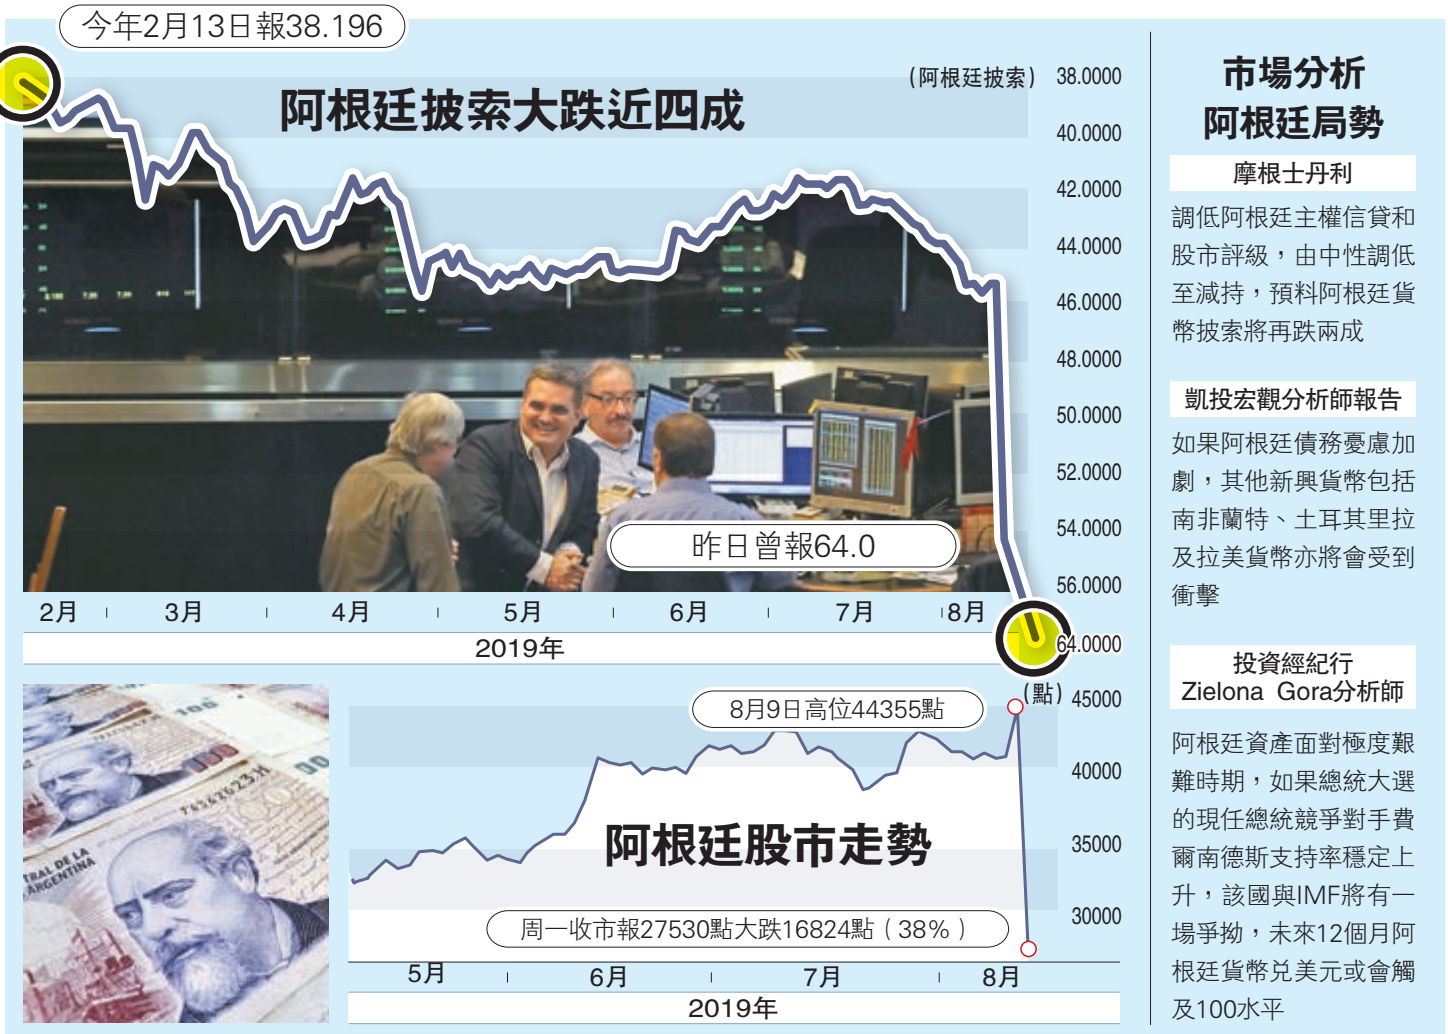 今年2月13日報38.196
阿根廷披索大跌近四成
(阿根廷披索)
38.0000
40.0000
42.0000
44.0000
46.0000
48.0000
50.0000
52.0000
54.0000
56.0000
64.0000
昨日曾報64.0
2月 3月 4月 5月 6月 7月 8月
2019年
TRAL DE LA
ARGENTINA
100
(點)
45000
40000
35000
30000
8月9日高位44355點
阿根廷股市走勢
周一收市報27530點大跌16824點(38%)
5月 6月 7月 8月
2019年
市場分析
阿根廷局勢
摩根士丹利
調低阿根廷主權信貸和
股市評級，由中性調低
至減持，預料阿根廷貨
幣披索將再跌兩成
凱投宏觀分析師報告
如果阿根廷債務憂慮加
劇，其他新興貨幣包括
南非蘭特、土耳其里拉
及拉美貨幣亦將會受到
衝擊
投資經紀行
Zielona Gora分析師
阿根廷資產面對極度艱
難時期，如果總統大選
的現任總統競爭對手費
爾南德斯支持率穩定上
升，該國與IMF將有一
場爭拗，未來12個月阿
根廷貨幣兑美元或會觸
及100水平